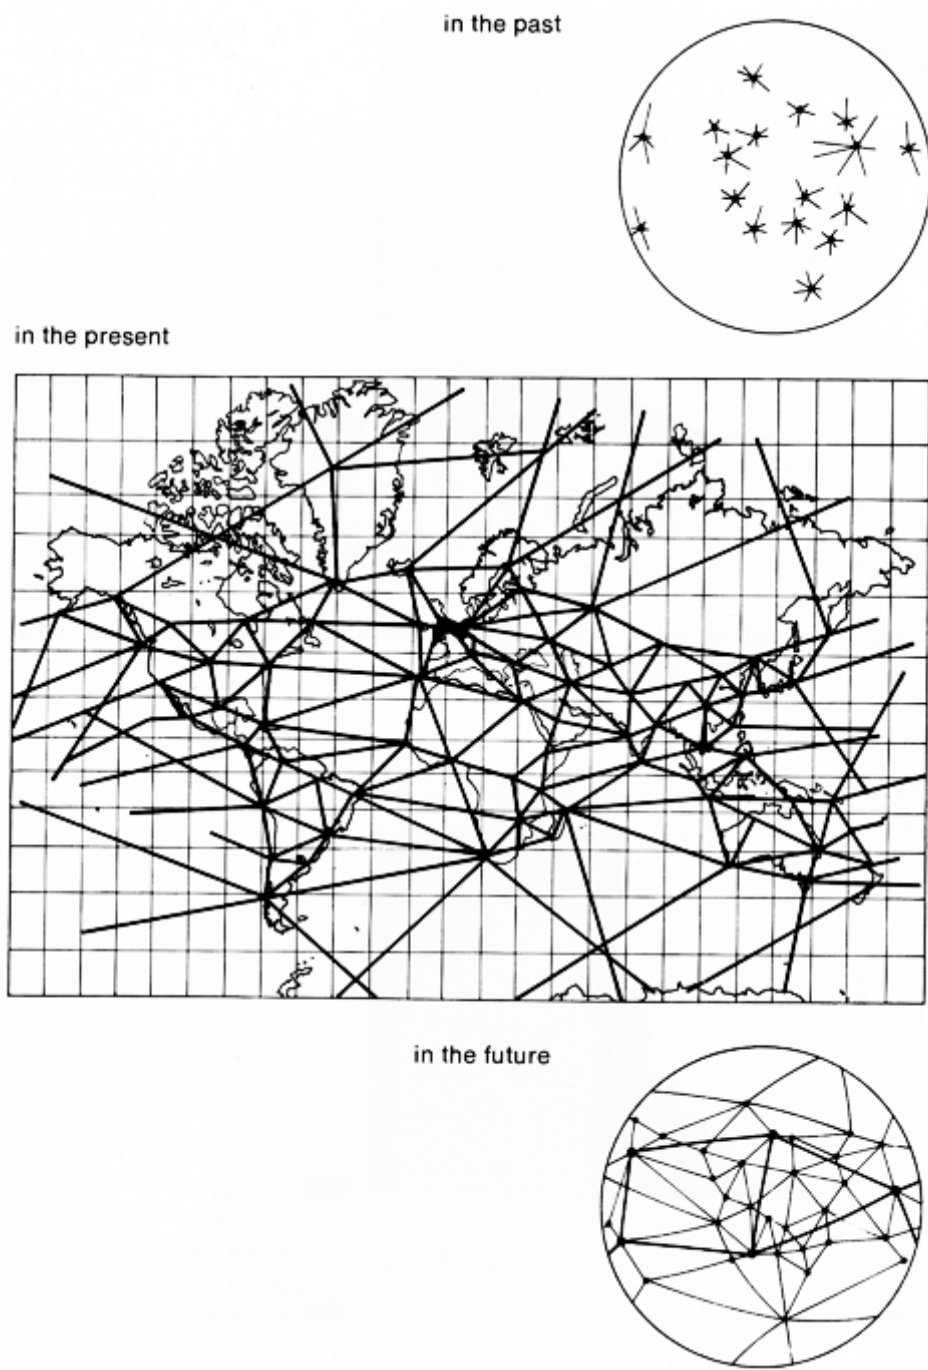 in the past
in the present
in the future